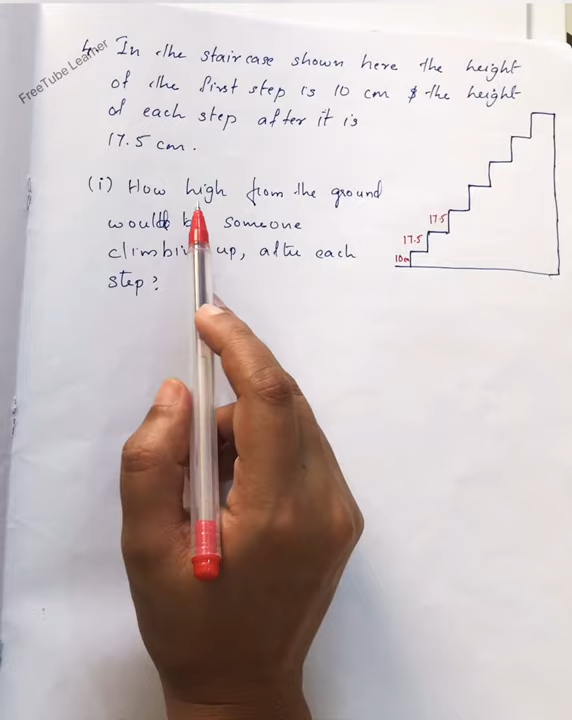 FreeTube Learner
4. In the staircase shown here the height
of the first step is 10 cm & the height
of each step after it is
17.5 cm.
(i) How high from the ground
would someone
climbing up, after each
step?
17.5
17.5
10cm